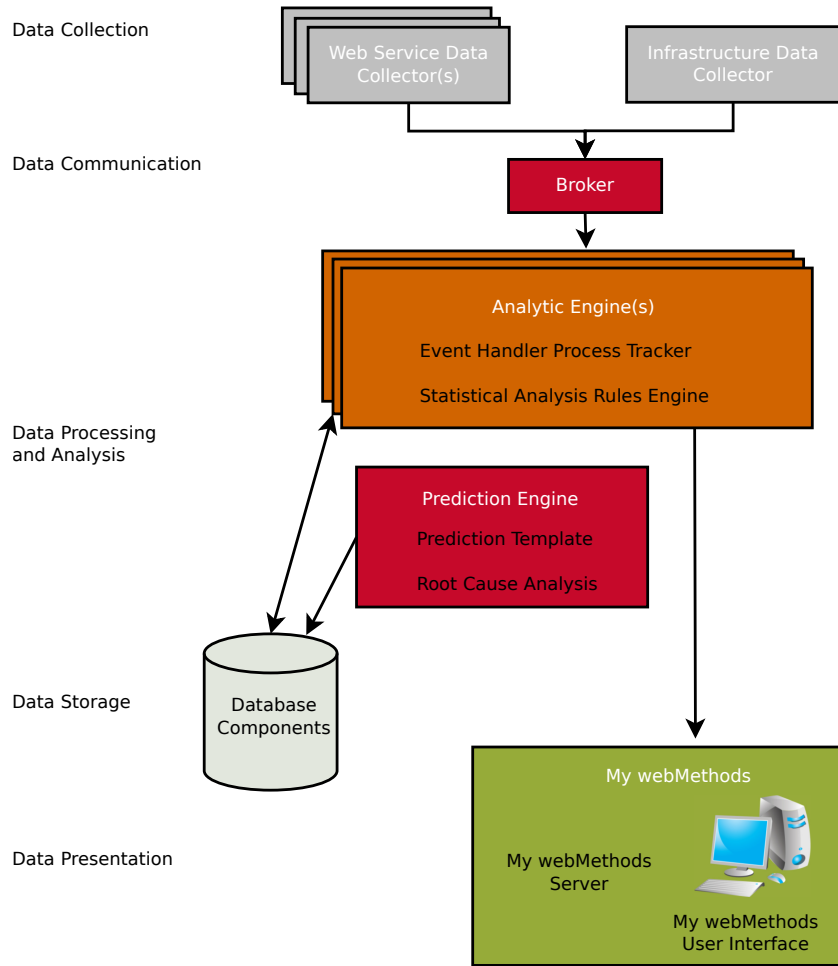 Data Collection
Web Service Data
Collector(s)
Infrastructure Data
Collector
Data Communication
Broker
Analytic Engine(s)
Event Handler Process Tracker
Statistical Analysis Rules Engine
Data Processing
and Analysis
Prediction Engine
Prediction Template
Root Cause Analysis
Data Storage
Database
Components
My webMethods
Data Presentation
My webMethods
Server
My webMethods
User Interface